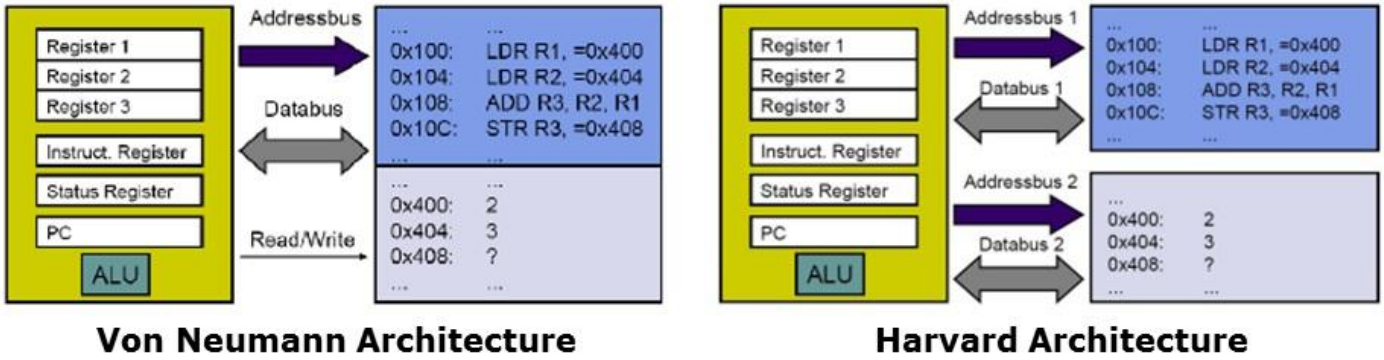 Register 1
Register 2
Register 3
Instruct. Register
Status Register
PC
ALU
Addressbus
Databus
Read/Write
... ...
0x100: LDR R1, =0x400
0x104: LDR R2, =0x404
0x108: ADD R3, R2, R1
0x10C: STR R3, =0x408
... ...
... ...
0x400: 2
0x404: 3
0x408: ?
... ...
Von Neumann Architecture
Register 1
Register 2
Register 3
Instruct. Register
Status Register
PC
ALU
Addressbus 1
Databus 1
Addressbus 2
Databus 2
... ...
0x100: LDR R1, =0x400
0x104: LDR R2, =0x404
0x108: ADD R3, R2, R1
0x10C: STR R3, =0x408
... ...
...
0x400: 2
0x404: 3
0x408: ?
... ...
Harvard Architecture